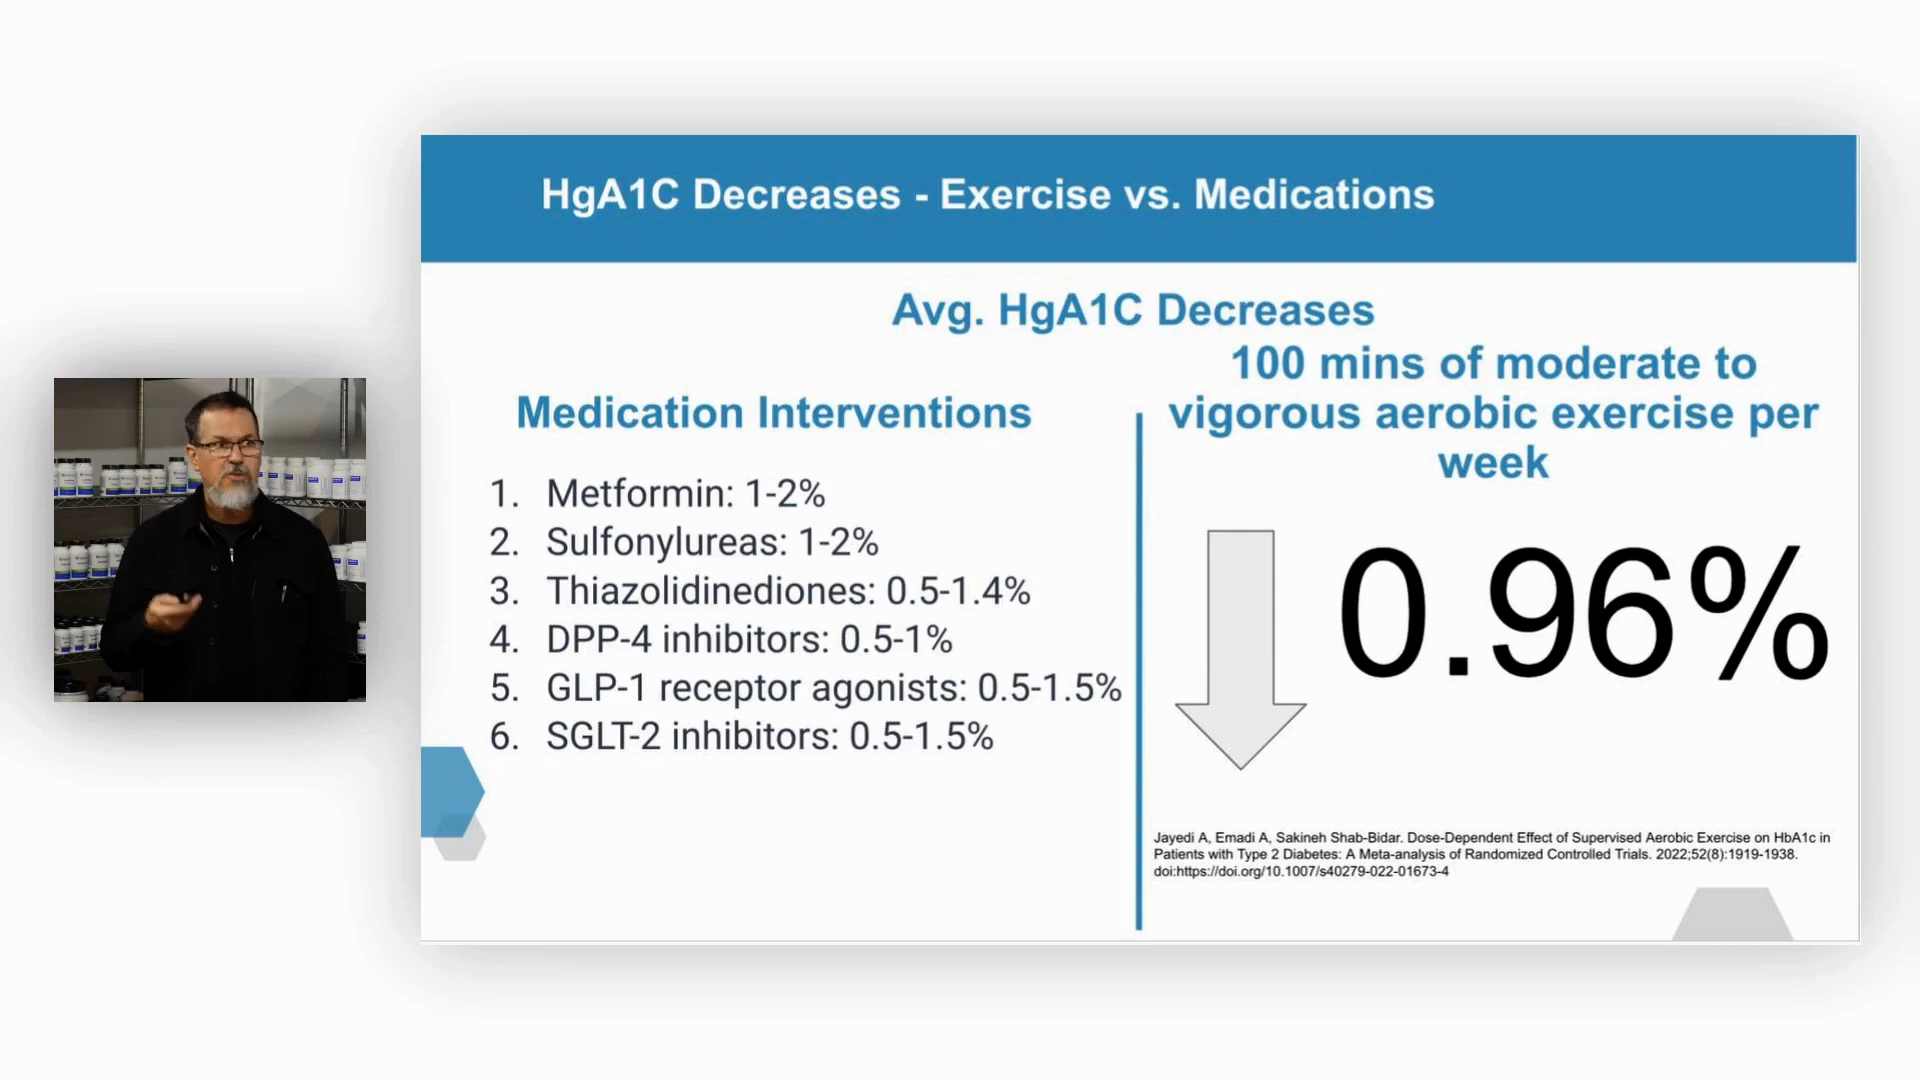 HgA1C Decreases - Exercise vs. Medications
Avg. HgA1C Decreases
Medication Interventions
1. Metformin: 1-2%
2. Sulfonylureas: 1-2%
3. Thiazolidinediones: 0.5-1.4%
4. DPP-4 inhibitors: 0.5-1%
5. GLP-1 receptor agonists: 0.5-1.5%
6. SGLT-2 inhibitors: 0.5-1.5%
100 mins of moderate to
vigorous aerobic exercise per
week
0.96%
Jayedi A, Emadi A, Sakineh Shab-Bidar. Dose-Dependent Effect of Supervised Aerobic Exercise on HbA1c in
Patients with Type 2 Diabetes: A Meta-analysis of Randomized Controlled Trials. 2022;52(8):1919-1938.
doi:https://doi.org/10.1007/s40279-022-01673-4